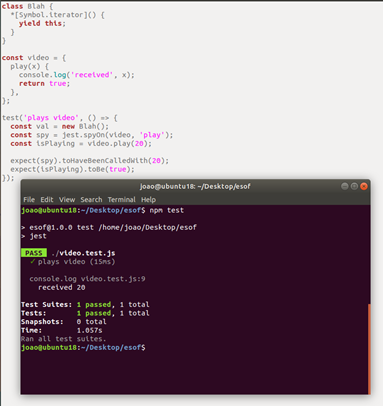 class Blah {
  *[Symbol.iterator]() {
    yield this;
  }
}

const video = {
  play(x) {
    console.log('received', x);
    return true;
  },
};

test('plays video', () => {
  const val = new Blah();
  const spy = jest.spyOn(video, 'play');
  const isPlaying = video.play(20);

  expect(spy).toHaveBeenCalledWith(20);
  expect(isPlaying).toBe(true);
});
joao@ubuntu18: ~/Desktop/esof
File Edit View Search Terminal Help
joao@ubuntu18:~/Desktop/esof$ npm test

> esof@1.0.0 test /home/joao/Desktop/esof
> jest

PASS ./video.test.js
  ✓ plays video (15ms)

  console.log video.test.js:9
    received 20

Test Suites: 1 passed, 1 total
Tests:       1 passed, 1 total
Snapshots:   0 total
Time:        1.057s
Ran all test suites.
joao@ubuntu18:~/Desktop/esof$